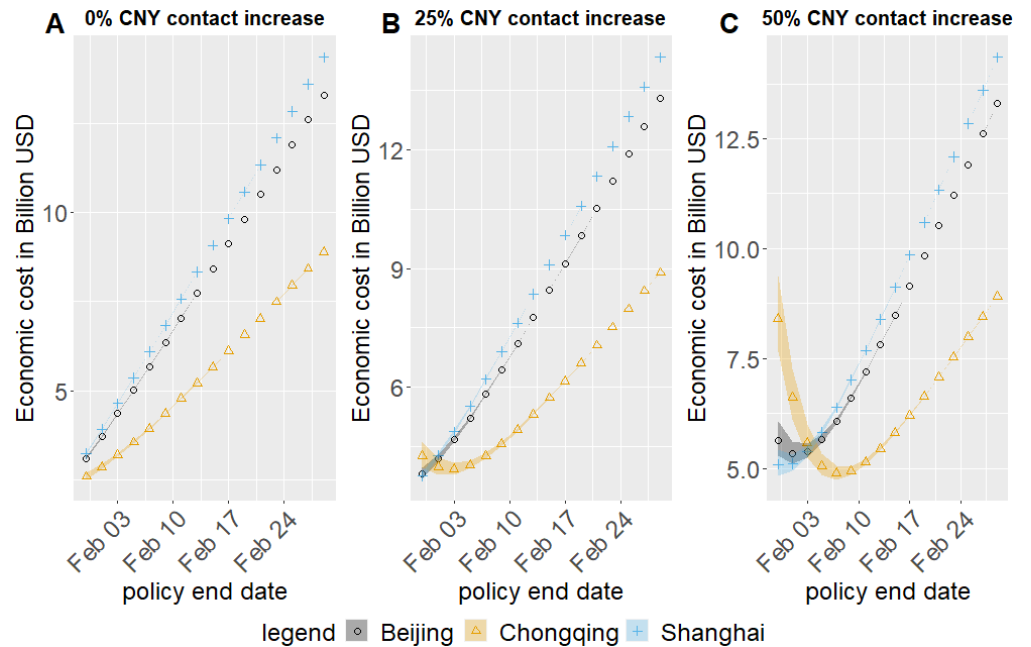 A 0% CNY contact increase
B 25% CNY contact increase
C 50% CNY contact increase
Economic cost in Billion USD
10
5
Feb 03
Feb 10
Feb 17
Feb 24
policy end date
Economic cost in Billion USD
12
9
6
Feb 03
Feb 10
Feb 17
Feb 24
policy end date
Economic cost in Billion USD
12.5
10.0
7.5
5.0
Feb 03
Feb 10
Feb 17
Feb 24
policy end date
legend Beijing Chongqing Shanghai